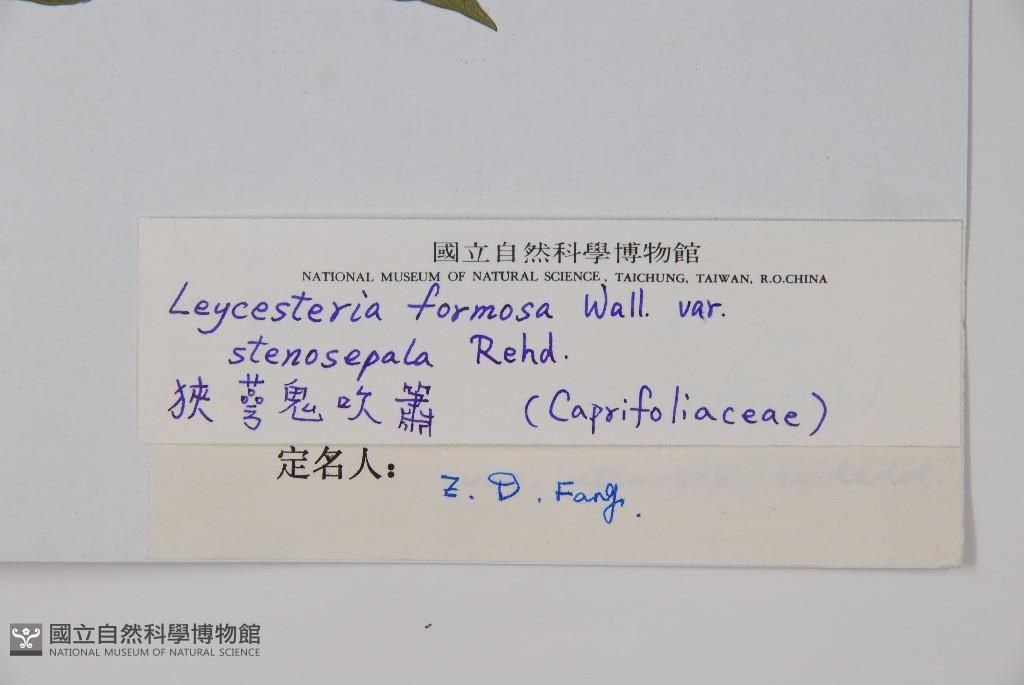 國立自然科學博物館
NATIONAL MUSEUM OF NATURAL SCIENCE, TAICHUNG, TAIWAN, R.O.CHINA
Leycesteria formosa Wall. var.
stenosepala Rehd.
狹萼鬼吹簫 (Caprifoliaceae)
定名人：
Z. D. Fang.
國立自然科學博物館
NATIONAL MUSEUM OF NATURAL SCIENCE